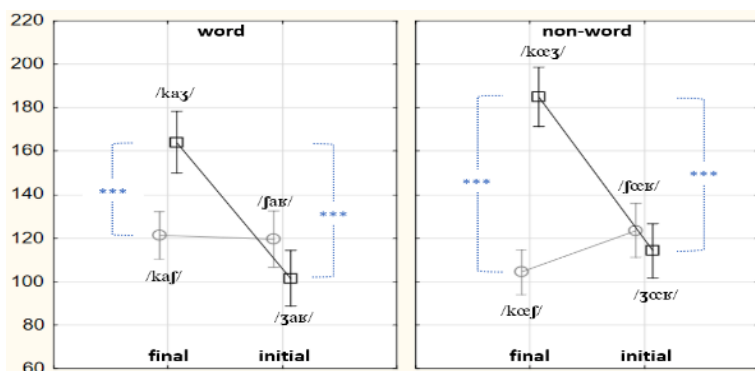 220
200
180
160
140
120
100
80
60
word
/kaʒ/
***
/ʃaʁ/
***
/kaʃ/
/ʒaʁ/
final initial
non-word
/kœʒ/
***
/ʃœʁ/
***
/kœʃ/
/ʒœʁ/
final initial